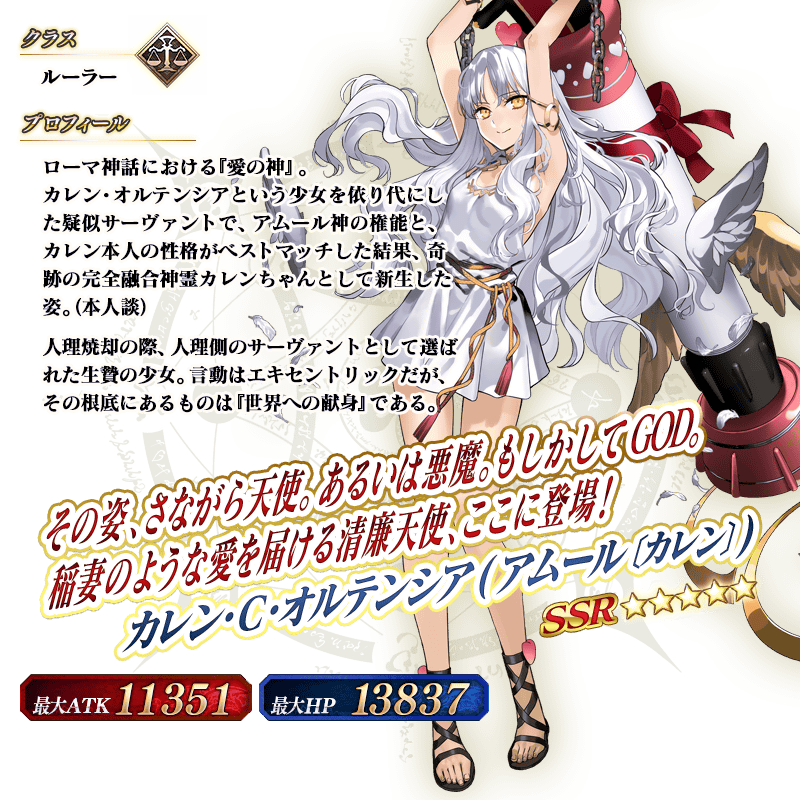 クラス
ルーラー
プロフィール
ローマ神話における『愛の神』。
カレン・オルテンシアという少女を依り代にし
た疑似サーヴァントで、アムール神の権能と、
カレン本人の性格がベストマッチした結果、奇
跡の完全融合神霊カレンちゃんとして新生した
姿。(本人談)
人理焼却の際、人理側のサーヴァントとして選ば
れた生贄の少女。言動はエキセントリックだが、
その根底にあるものは『世界への献身』である。
その姿、さながら天使。あるいは悪魔。もしかしてGOD。
稲妻のような愛を届ける清廉天使、ここに登場!
カレン・C・オルテンシア(アムール〔カレン〕)
SSR ★★★★★
最大ATK 11351
最大HP 13837